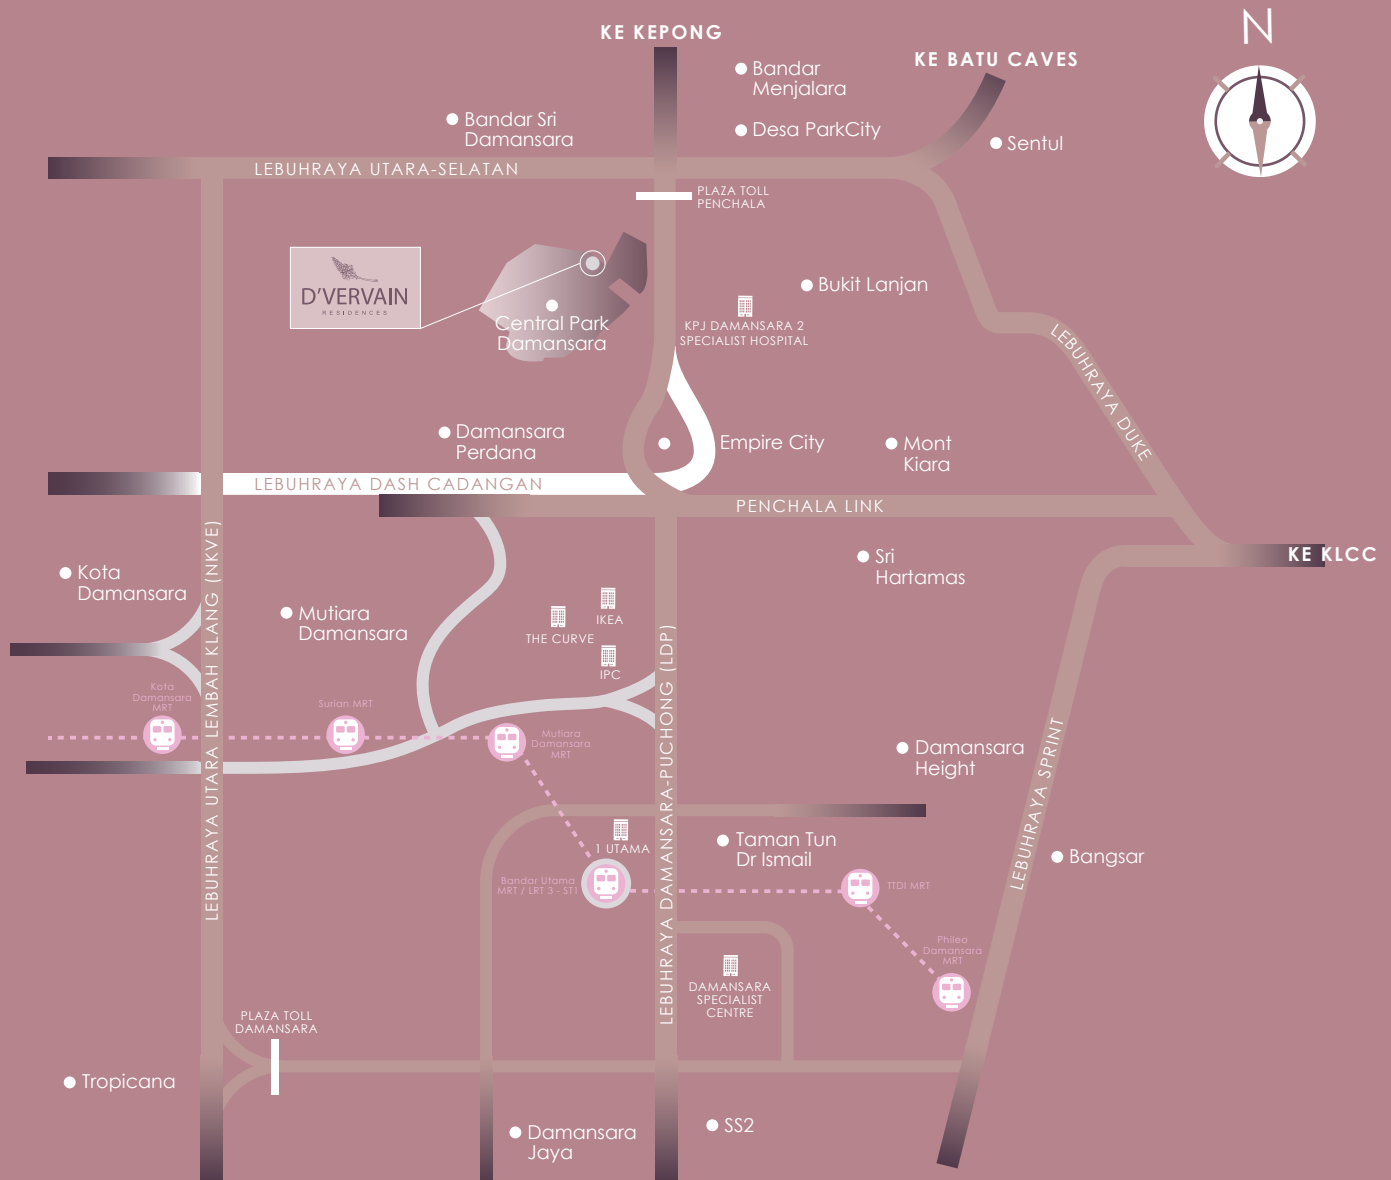 N
KE KEPONG
KE BATU CAVES
Bandar
Menjalara
Bandar Sri
Damansara
Desa ParkCity
Sentul
LEBUHRAYA UTARA-SELATAN
PLAZA TOLL
PENCHALA
D'VERVAIN
RESIDENCES
Central Park
Damansara
Bukit Lanjan
KPJ DAMANSARA 2
SPECIALIST HOSPITAL
LEBUHRAYA DUKE
Damansara
Perdana
Empire City
Mont
Kiara
LEBUHRAYA DASH CADANGAN
PENCHALA LINK
KE KLCC
Kota
Damansara
Sri
Hartamas
Mutiara
Damansara
IKEA
THE CURVE
IPC
LEBUHRAYA UTARA LEMBAH KLANG (NKVE)
LEBUHRAYA DAMANSARA-PUCHONG (LDP)
Kota
Damansara
MRT
Surian MRT
Mutiara
Damansara
MRT
Damansara
Height
LEBUHRAYA SPRINT
1 UTAMA
Taman Tun
Dr Ismail
Bangsar
Bandar Utama
MRT / LRT 3 - ST1
TTDI MRT
Phileo
Damansara
MRT
DAMANSARA
SPECIALIST
CENTRE
PLAZA TOLL
DAMANSARA
Tropicana
Damansara
Jaya
SS2